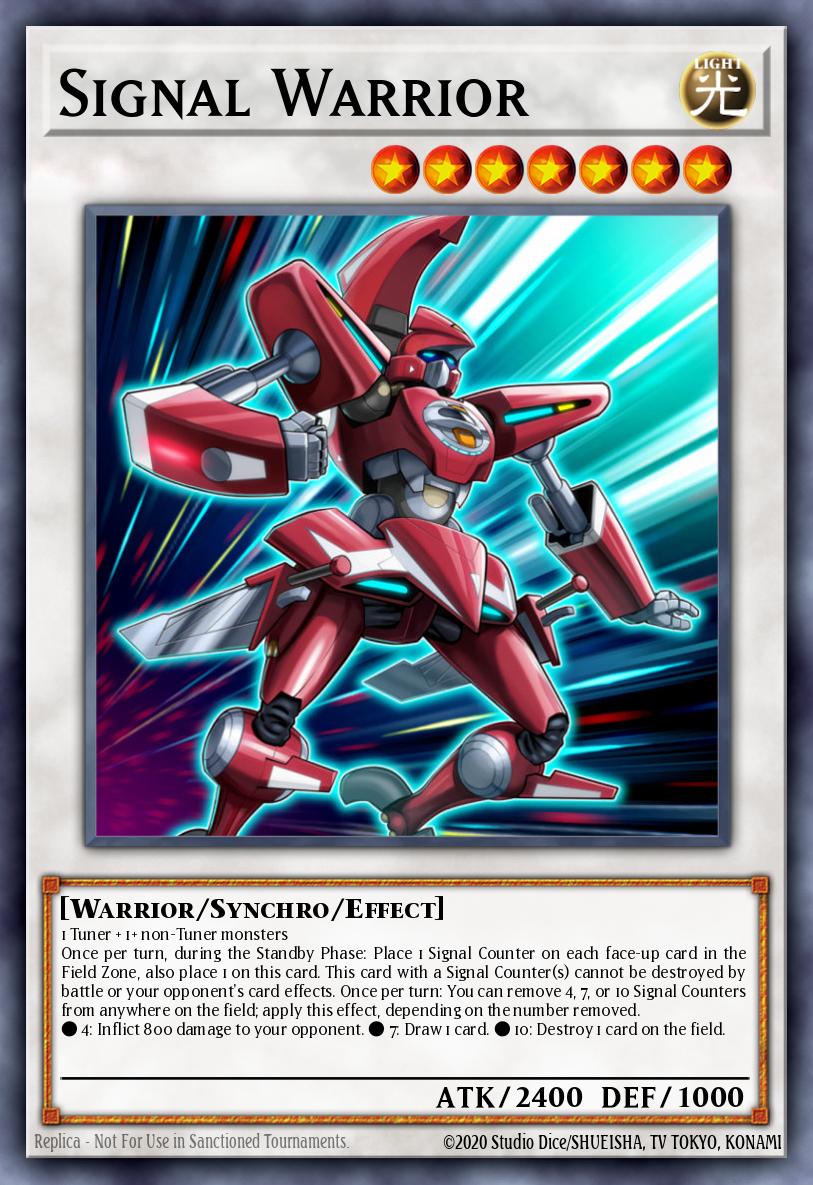 Signal Warrior
LIGHT
光
[Warrior/Synchro/Effect]
1 Tuner + 1+ non-Tuner monsters
Once per turn, during the Standby Phase: Place 1 Signal Counter on each face-up card in the
Field Zone, also place 1 on this card. This card with a Signal Counter(s) cannot be destroyed by
battle or your opponent's card effects. Once per turn: You can remove 4, 7, or 10 Signal Counters
from anywhere on the field; apply this effect, depending on the number removed.
● 4: Inflict 800 damage to your opponent. ● 7: Draw 1 card. ● 10: Destroy 1 card on the field.
ATK/2400 DEF/1000
Replica - Not For Use in Sanctioned Tournaments. ©2020 Studio Dice/SHUEISHA, TV TOKYO, KONAMI